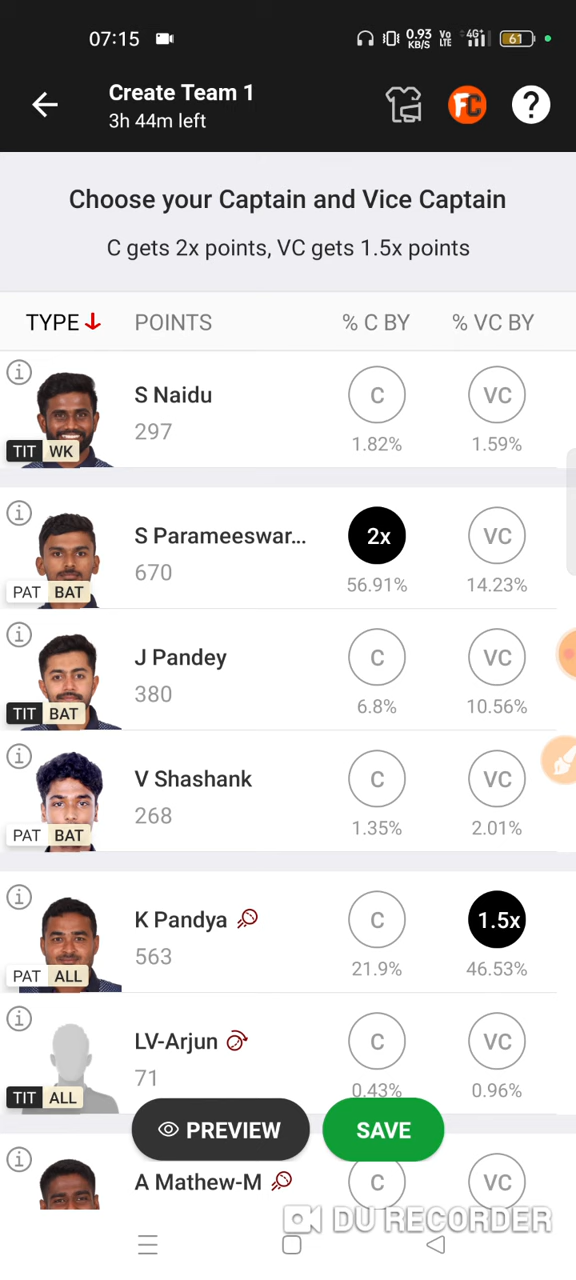 07:15 0.93 KB/S Vo LTE 4G+ 61
Create Team 1
3h 44m left
FC ?
Choose your Captain and Vice Captain
C gets 2x points, VC gets 1.5x points
TYPE POINTS % C BY % VC BY
S Naidu C VC
297 1.82% 1.59%
TIT WK
S Parameeswar... 2x VC
670 56.91% 14.23%
PAT BAT
J Pandey C VC
380 6.8% 10.56%
TIT BAT
V Shashank C VC
268 1.35% 2.01%
PAT BAT
K Pandya C 1.5x
563 21.9% 46.53%
PAT ALL
LV-Arjun C VC
71 0.43% 0.96%
TIT ALL
PREVIEW SAVE
A Mathew-M C VC
DU RECORDER